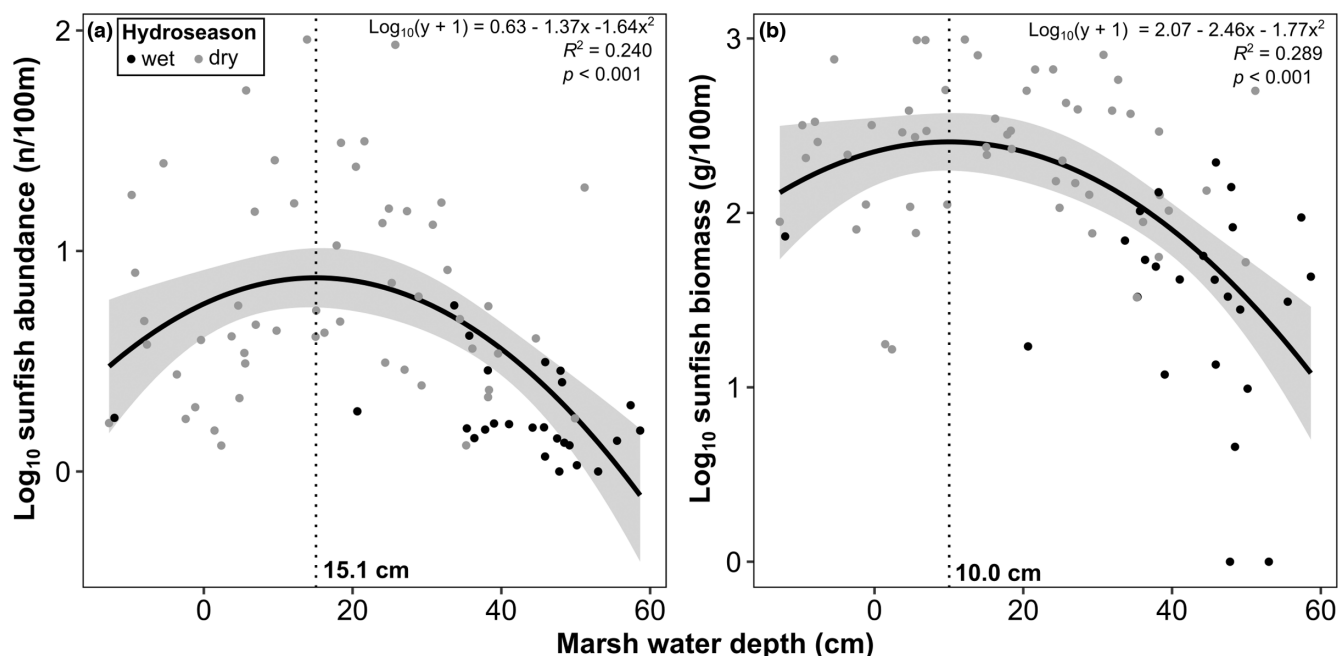 (a) Hydroseason
wet dry
Log₁₀(y + 1) = 0.63 - 1.37x -1.64x²
R² = 0.240
p < 0.001
2
1
0
Log₁₀ sunfish abundance (n/100m)
15.1 cm
0 20 40 60
(b)
Log₁₀(y + 1) = 2.07 - 2.46x - 1.77x²
R² = 0.289
p < 0.001
3
2
1
0
Log₁₀ sunfish biomass (g/100m)
10.0 cm
0 20 40 60
Marsh water depth (cm)